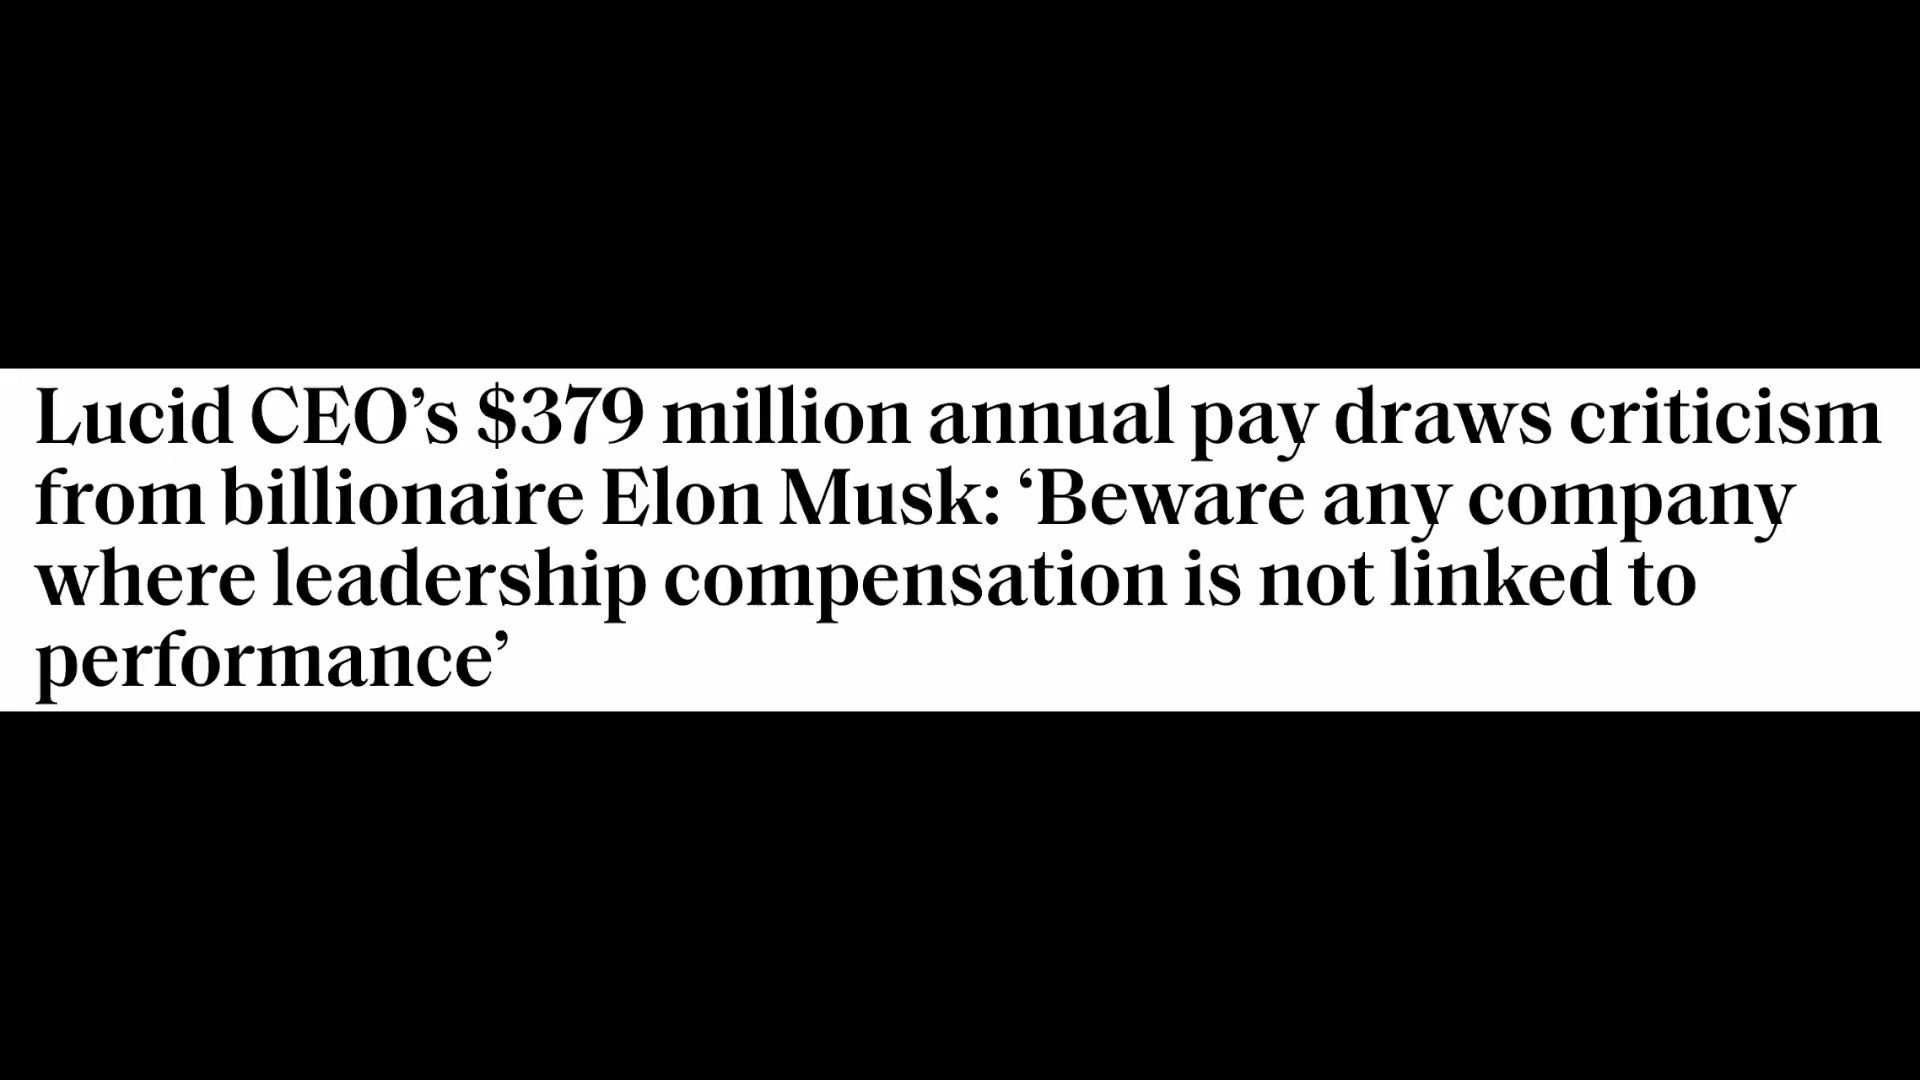 Lucid CEO’s $379 million annual pay draws criticism
from billionaire Elon Musk: ‘Beware any company
where leadership compensation is not linked to
performance’